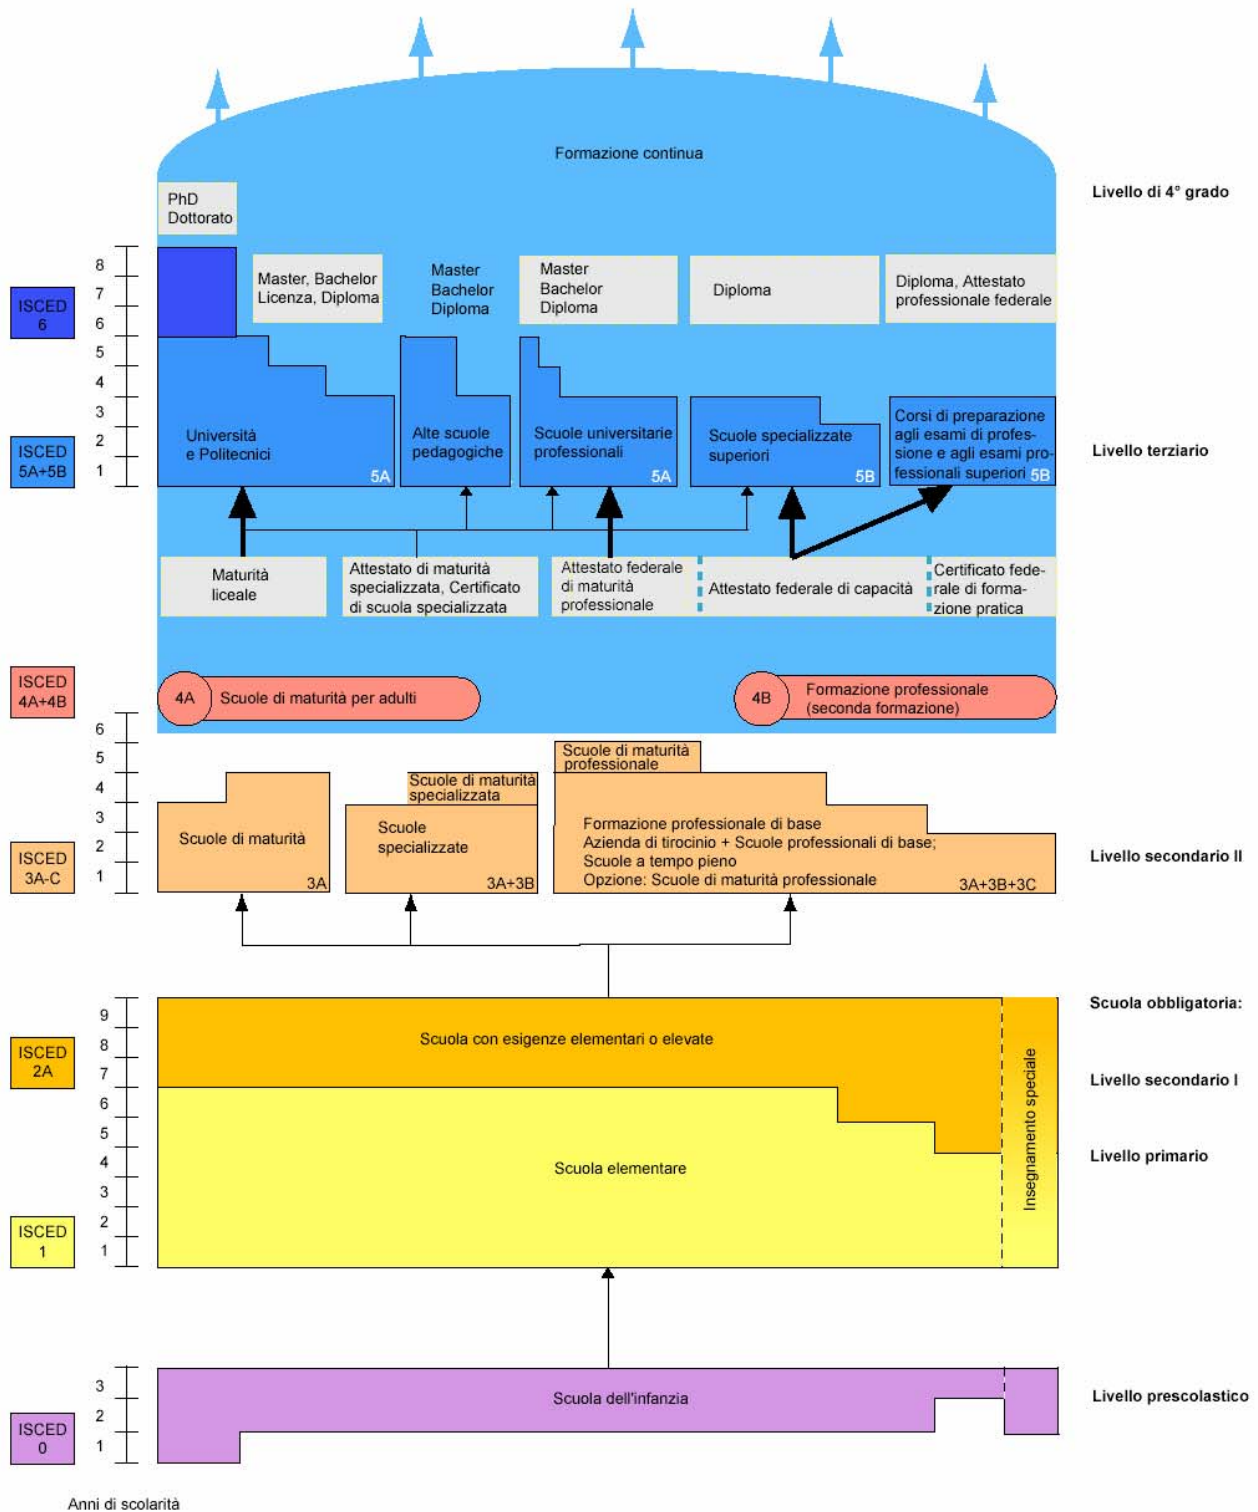 Formazione continua
Livello di 4° grado
PhD
Dottorato
8
7
6
5
4
3
2
1
ISCED
6
Master, Bachelor
Licenza, Diploma
Master
Bachelor
Diploma
Master
Bachelor
Diploma
Diploma
Diploma, Attestato
professionale federale
ISCED
5A+5B
Università
e Politecnici
5A
Alte scuole
pedagogiche
Scuole universitarie
professionali
5A
Scuole specializzate
superiori
5B
Corsi di preparazione
agli esami di profes-
sione e agli esami pro-
fessionali superiori 5B
Livello terziario
Maturità
liceale
Attestato di maturità
specializzata, Certificato
di scuola specializzata
Attestato federale
di maturità
professionale
Attestato federale di capacità
Certificato fede-
rale di forma-
zione pratica
ISCED
4A+4B
4A
Scuole di maturità per adulti
4B
Formazione professionale
(seconda formazione)
6
5
4
3
2
1
Scuole di maturità
professionale
Scuole di maturità
specializzata
ISCED
3A-C
Scuole di maturità
3A
Scuole
specializzate
3A+3B
Formazione professionale di base
Azienda di tirocinio + Scuole professionali di base;
Scuole a tempo pieno
Opzione: Scuole di maturità professionale
3A+3B+3C
Livello secondario II
Scuola obbligatoria:
9
8
7
6
5
4
3
2
1
ISCED
2A
Scuola con esigenze elementari o elevate
Insegnamento speciale
Livello secondario I
Scuola elementare
Livello primario
ISCED
1
3
2
1
ISCED
0
Scuola dell'infanzia
Livello prescolastico
Anni di scolarità